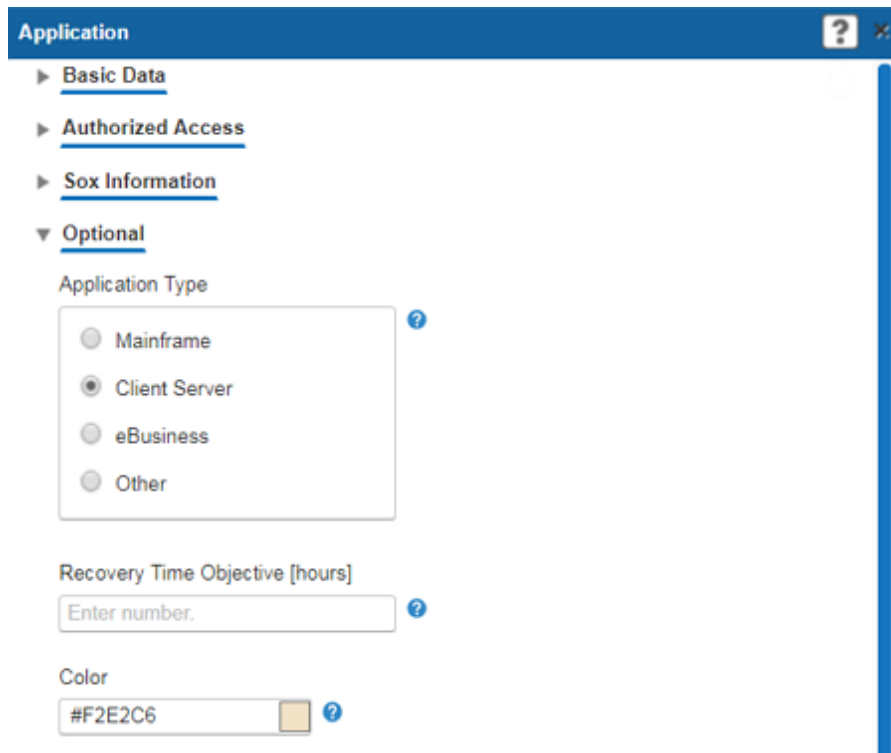 Application
?
Basic Data
Authorized Access
Sox Information
Optional
Application Type
?
Mainframe
Client Server
eBusiness
Other
Recovery Time Objective [hours]
Enter number.
?
Color
#F2E2C6
?